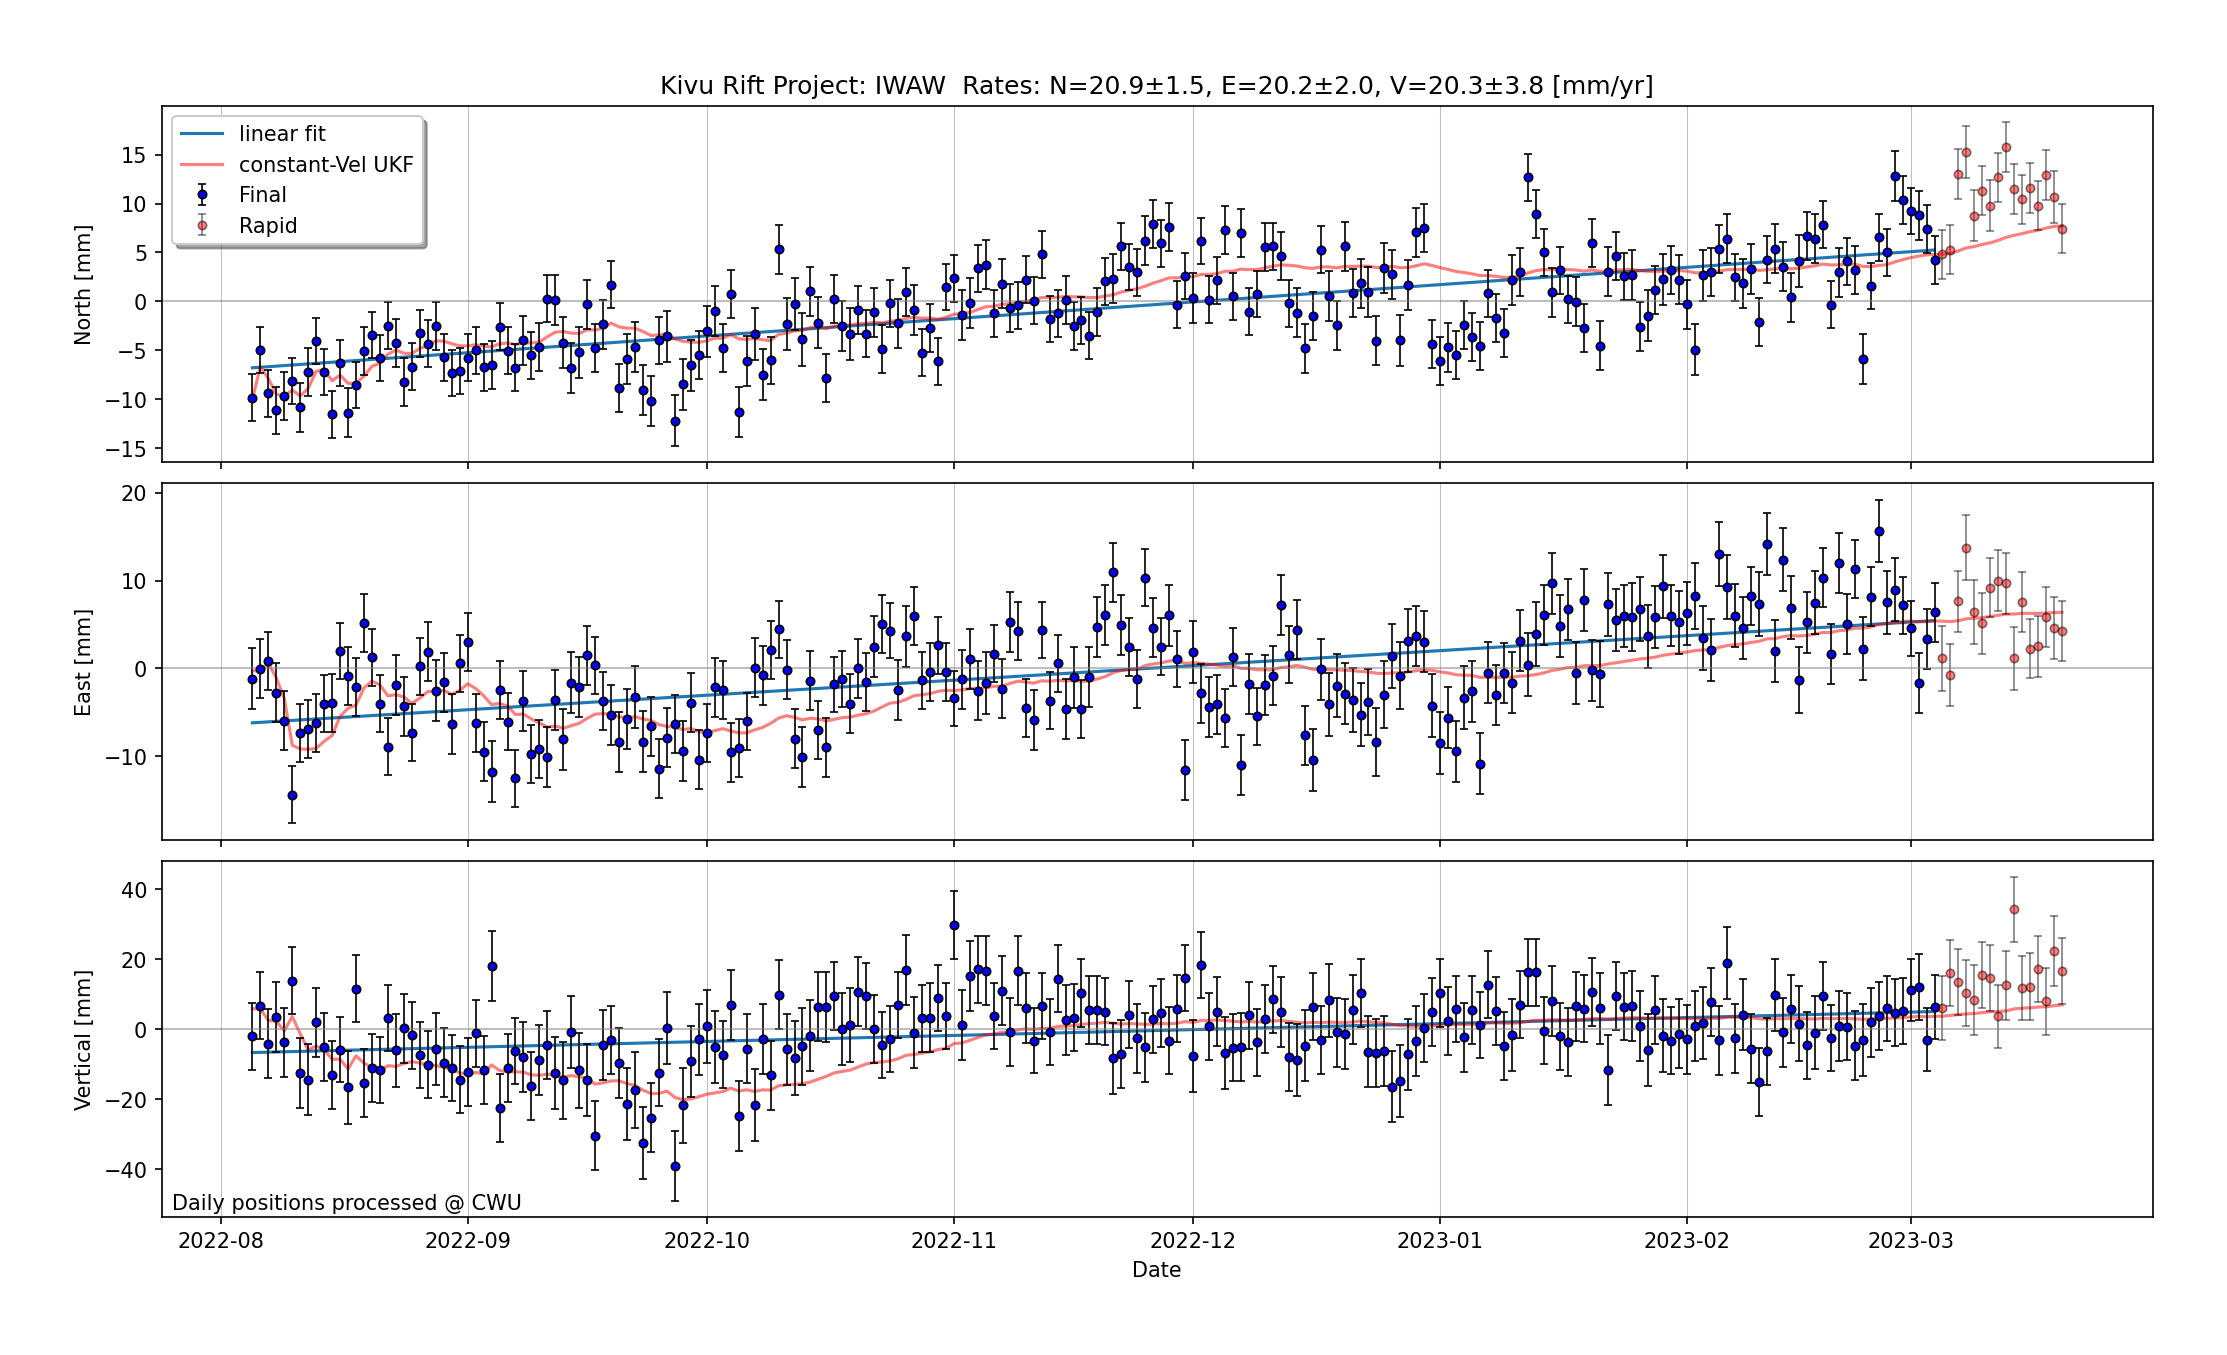 Kivu Rift Project: IWAW  Rates: N=20.9±1.5, E=20.2±2.0, V=20.3±3.8 [mm/yr]
linear fit
constant-Vel UKF
Final
Rapid
North [mm]
15
10
5
0
−5
−10
−15
East [mm]
20
10
0
−10
Vertical [mm]
40
20
0
−20
−40
Daily positions processed @ CWU
2022-08 2022-09 2022-10 2022-11 2022-12 2023-01 2023-02 2023-03
Date